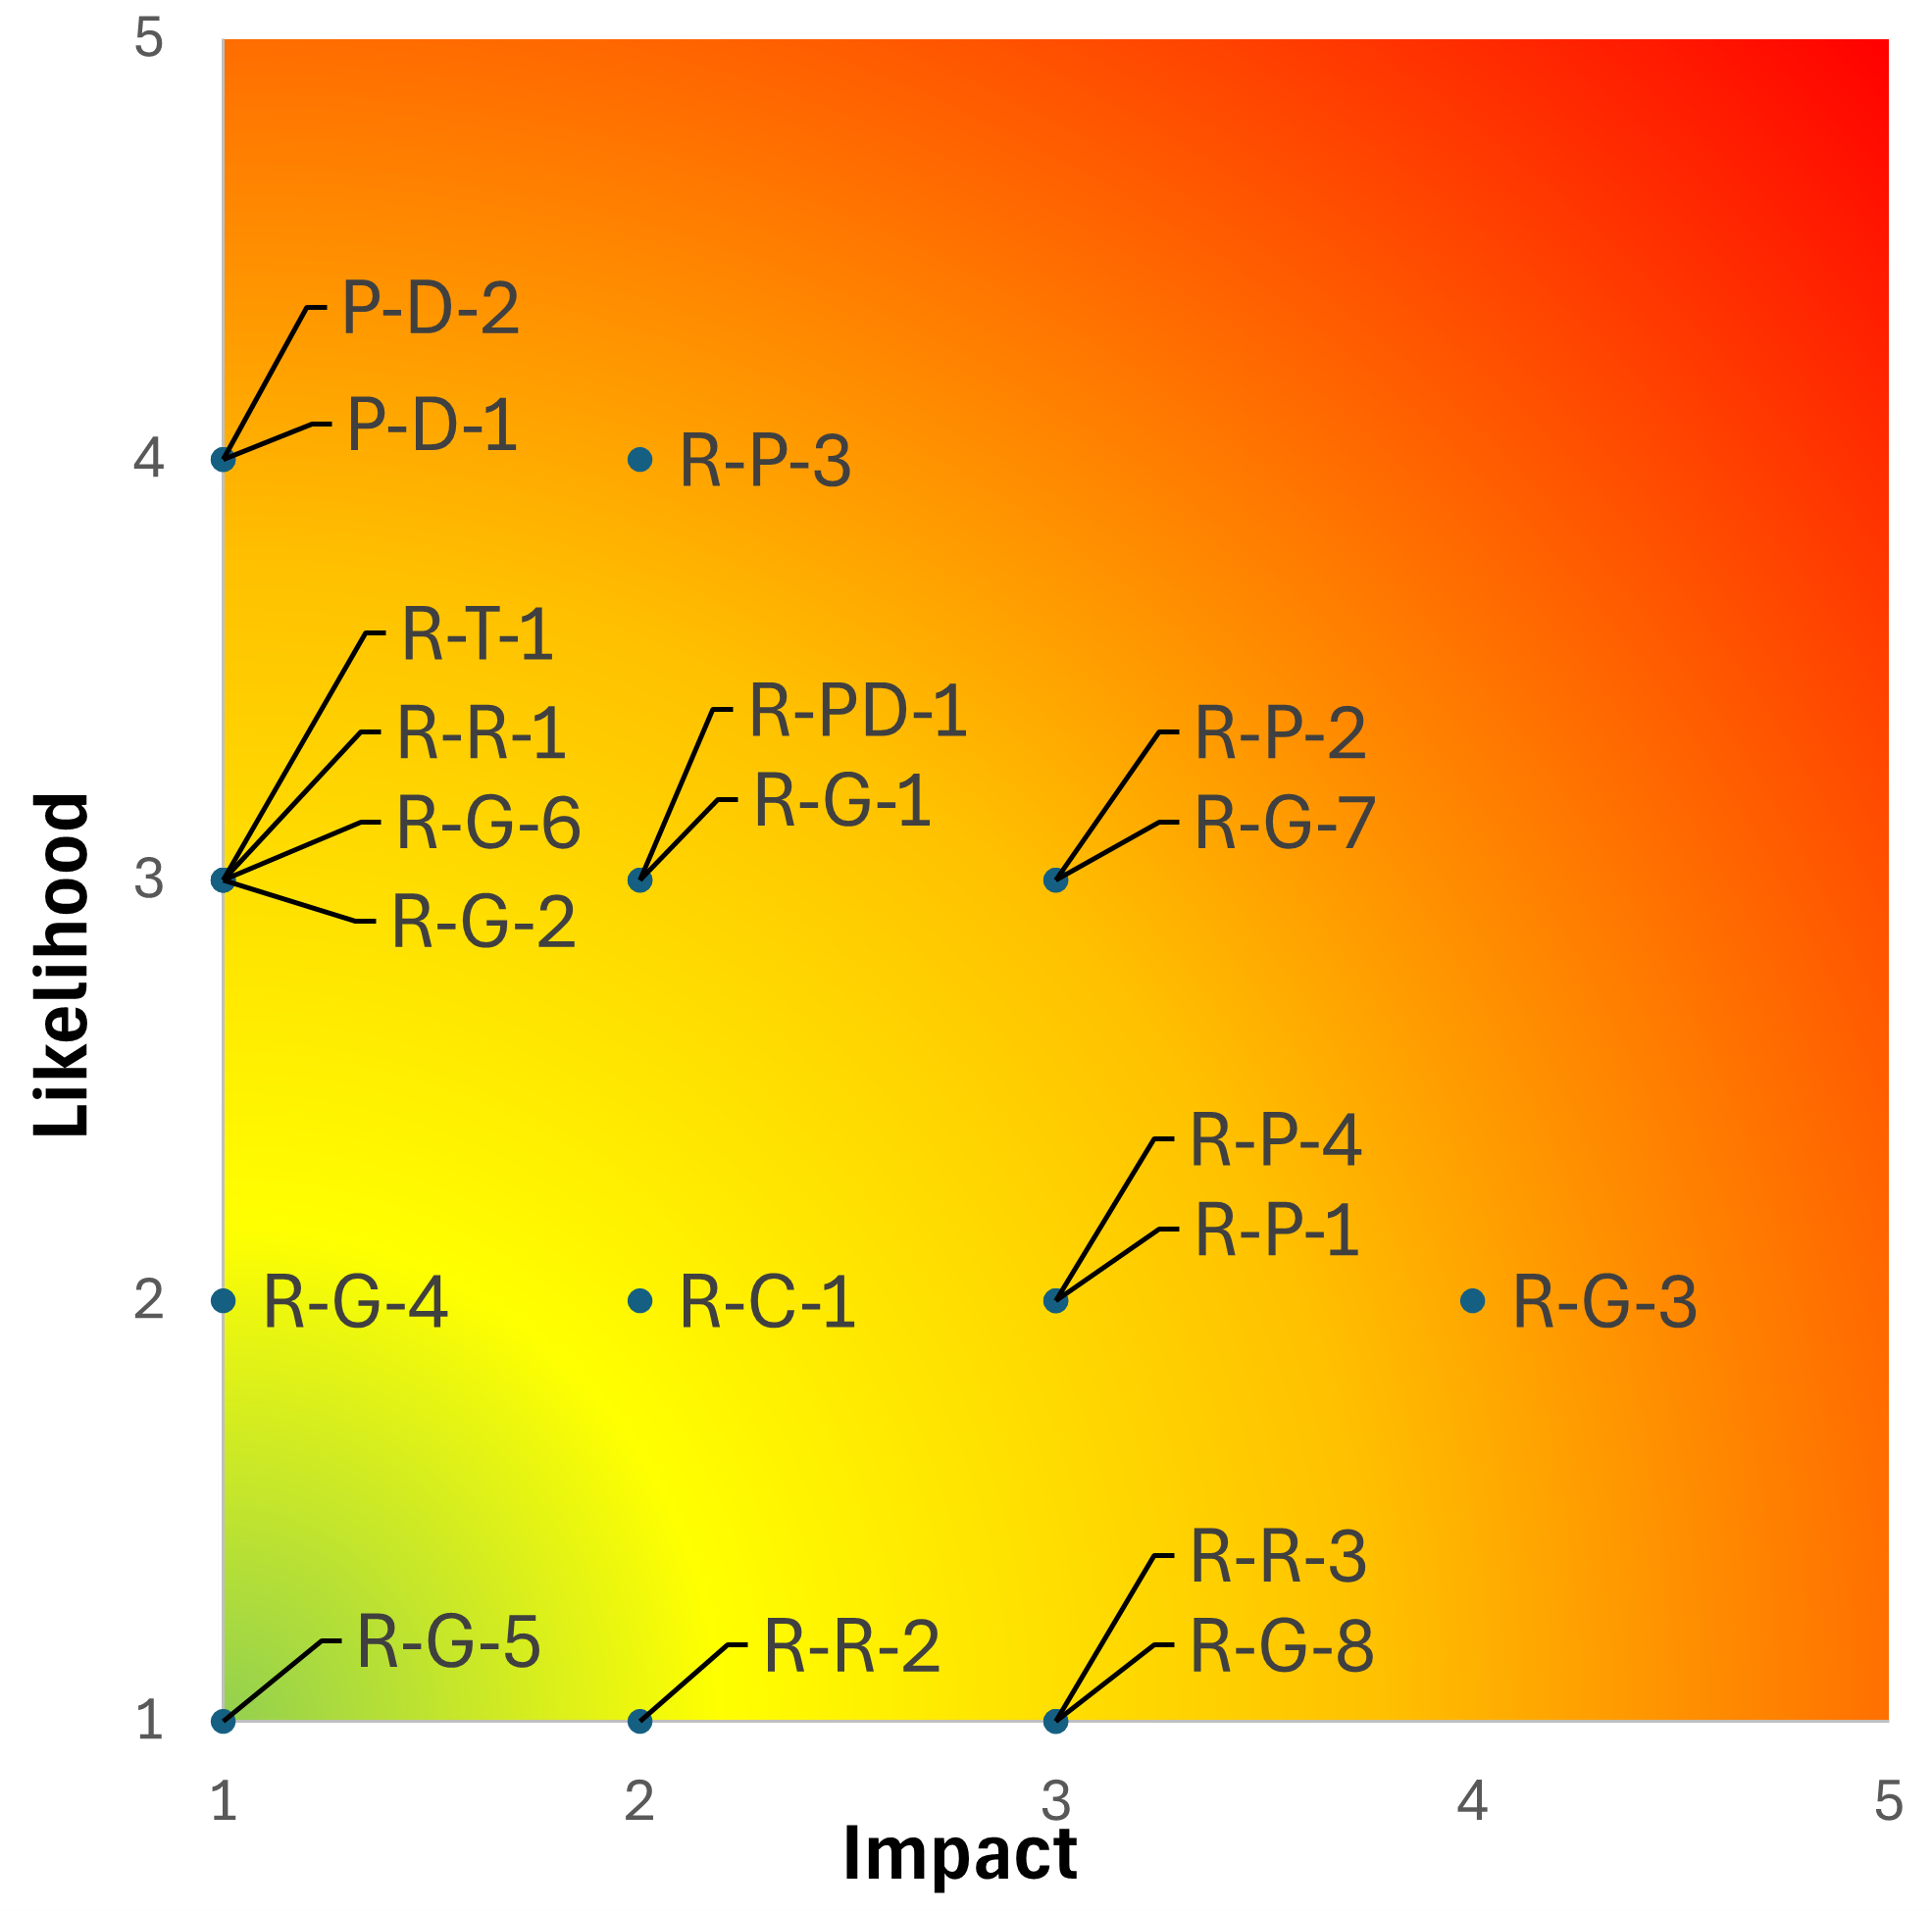 5
P-D-2
P-D-1
4
R-P-3
R-T-1
R-PD-1
R-R-1
R-P-2
R-G-1
R-G-6
R-G-7
3
R-G-2
Likelihood
R-P-4
R-P-1
2
R-G-4
R-C-1
R-G-3
R-R-3
R-G-5
R-R-2
R-G-8
1
1
2
3
4
5
Impact